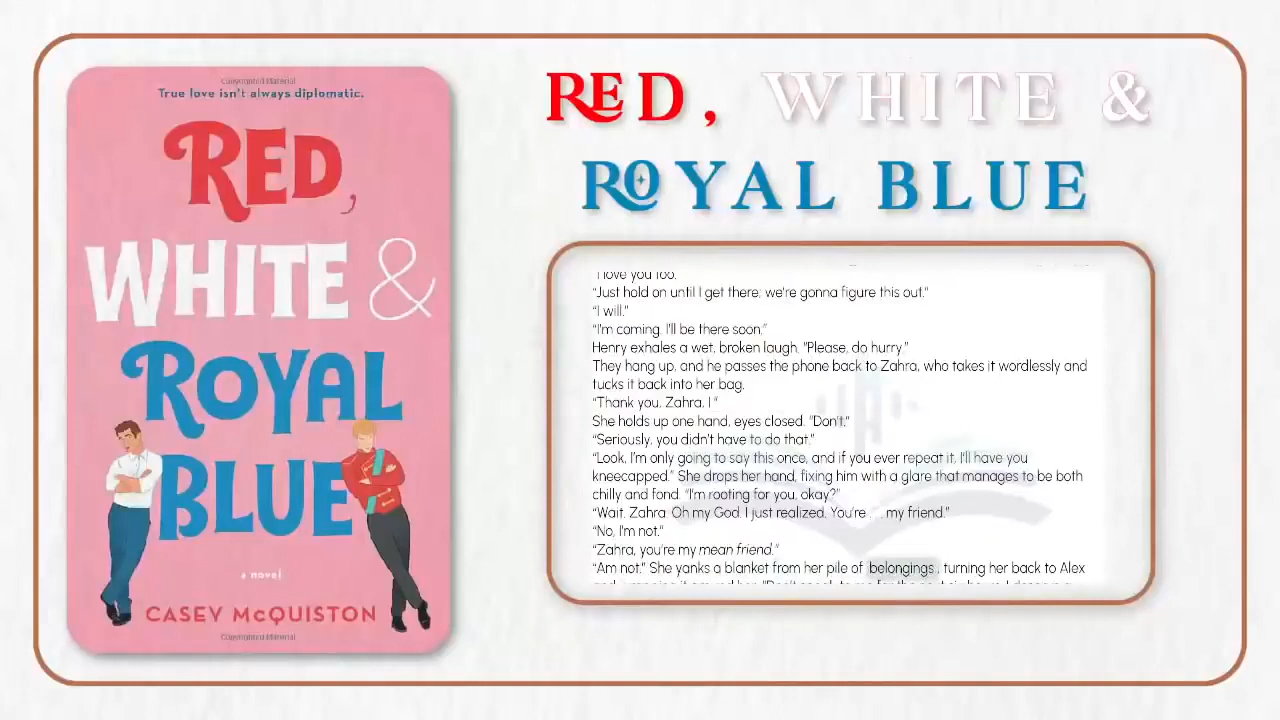 Copyrighted Material
True love isn't always diplomatic.
RED,
WHITE &
ROYAL
BLUE
a novel
CASEY McQUISTON
Copyrighted Material
RED, WHITE &
ROYAL BLUE
"I love you too.
"Just hold on until I get there; we're gonna figure this out."
"I will."
"I'm coming. I'll be there soon."
Henry exhales a wet, broken laugh. "Please, do hurry."
They hang up, and he passes the phone back to Zahra, who takes it wordlessly and
tucks it back into her bag.
"Thank you, Zahra, I "
She holds up one hand, eyes closed. "Don't."
"Seriously, you didn't have to do that."
"Look, I'm only going to say this once, and if you ever repeat it, I'll have you
kneecapped." She drops her hand, fixing him with a glare that manages to be both
chilly and fond. "I'm rooting for you, okay?"
"Wait. Zahra. Oh my God. I just realized. You're . . . my friend."
"No, I'm not."
"Zahra, you're my mean friend."
"Am not." She yanks a blanket from her pile of belongings , turning her back to Alex